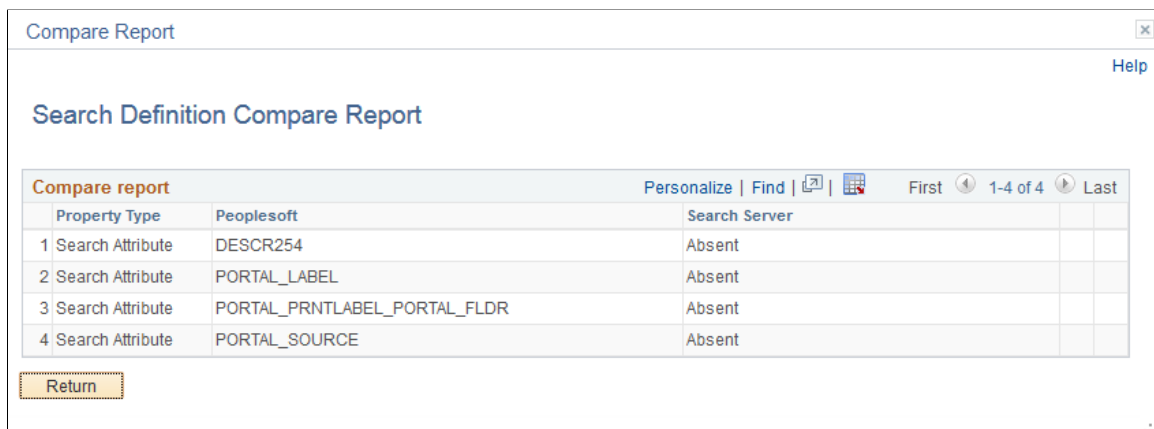 Compare Report
Help
Search Definition Compare Report
Compare report Personalize | Find | | First 1-4 of 4 Last
Property Type Peoplesoft Search Server
1 Search Attribute DESCR254 Absent
2 Search Attribute PORTAL_LABEL Absent
3 Search Attribute PORTAL_PRNTLABEL_PORTAL_FLDR Absent
4 Search Attribute PORTAL_SOURCE Absent
Return